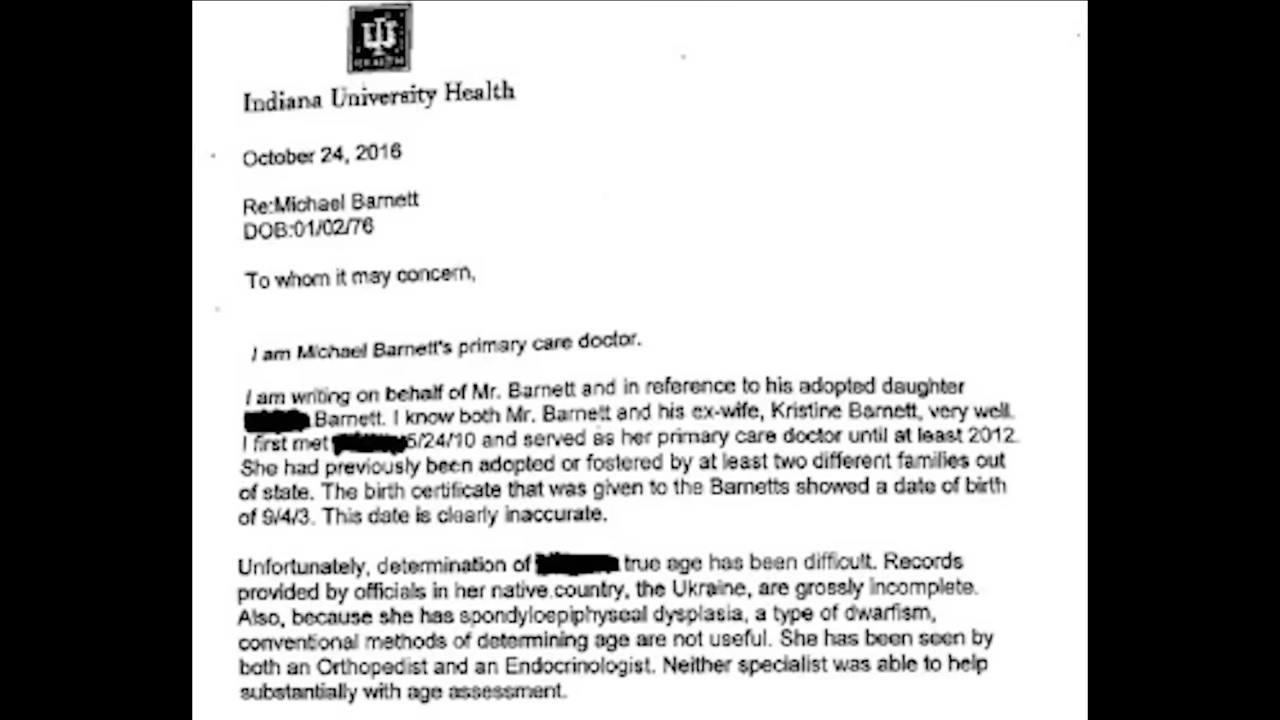 HEALTH
Indiana University Health
October 24, 2016
Re:Michael Barnett
DOB:01/02/76
To whom it may concern,
I am Michael Barnett's primary care doctor.
I am writing on behalf of Mr. Barnett and in reference to his adopted daughter
Barnett. I know both Mr. Barnett and his ex-wife, Kristine Barnett, very well.
I first met 5/24/10 and served as her primary care doctor until at least 2012.
She had previously been adopted or fostered by at least two different families out
of state. The birth certificate that was given to the Barnetts showed a date of birth
of 9/4/3. This date is clearly inaccurate.
Unfortunately, determination of true age has been difficult. Records
provided by officials in her native country, the Ukraine, are grossly incomplete.
Also, because she has spondyloepiphyseal dysplasia, a type of dwarfism,
conventional methods of determining age are not useful. She has been seen by
both an Orthopedist and an Endocrinologist. Neither specialist was able to help
substantially with age assessment.